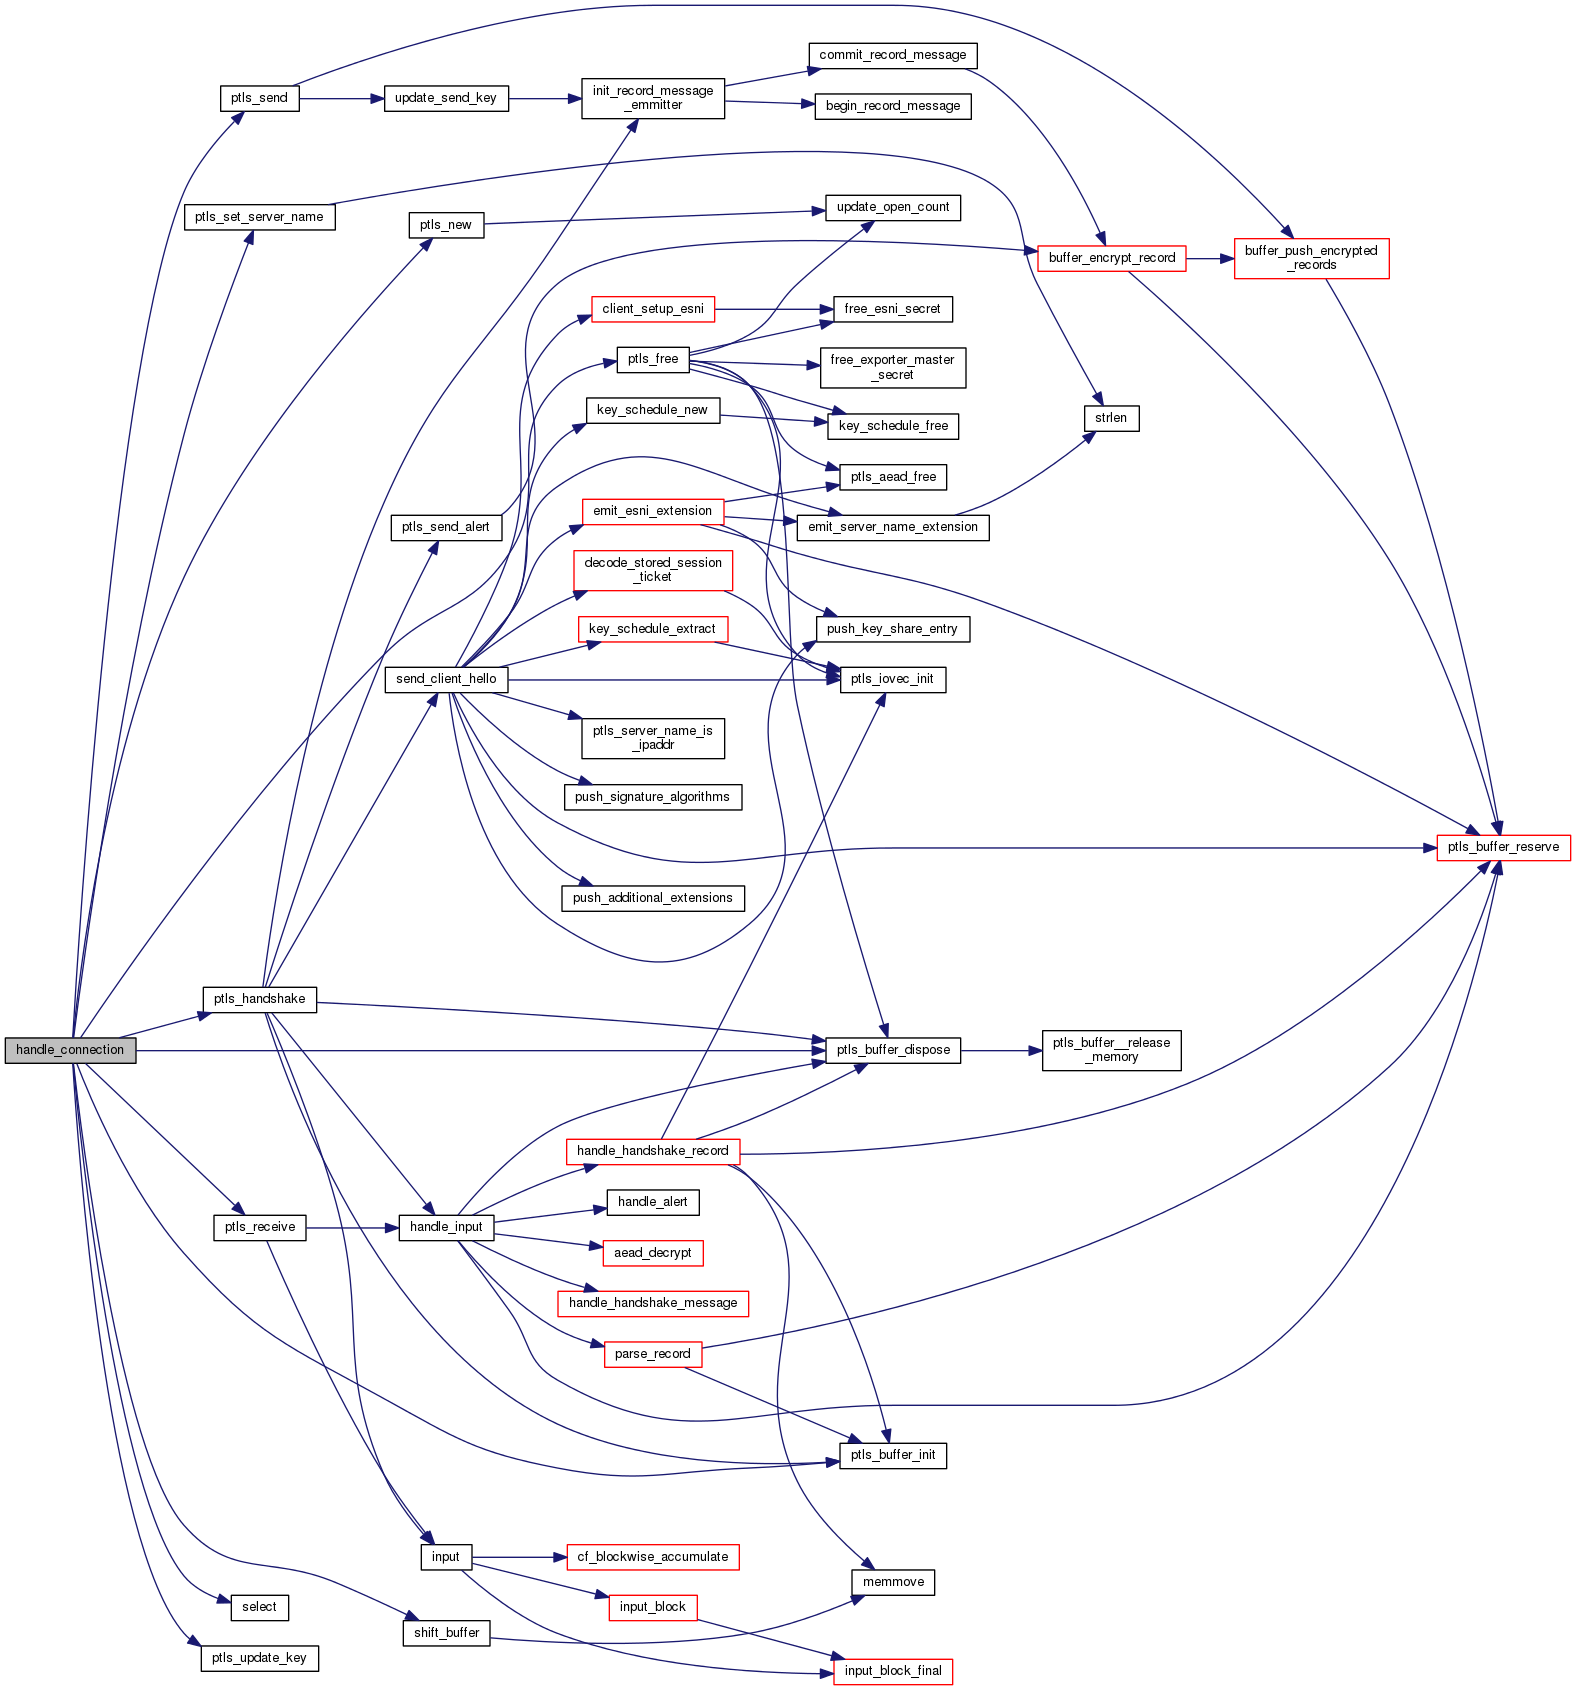 commit_record_message
ptls_send
update_send_key
init_record_message
_emmitter
begin_record_message
ptls_set_server_name
ptls_new
update_open_count
buffer_encrypt_record
buffer_push_encrypted
_records
client_setup_esni
free_esni_secret
ptls_free
free_exporter_master
_secret
key_schedule_new
key_schedule_free
strlen
ptls_aead_free
emit_esni_extension
ptls_send_alert
emit_server_name_extension
decode_stored_session
_ticket
key_schedule_extract
push_key_share_entry
send_client_hello
ptls_iovec_init
ptls_server_name_is
_ipaddr
push_signature_algorithms
ptls_buffer_reserve
push_additional_extensions
ptls_handshake
handle_connection
ptls_buffer_dispose
ptls_buffer__release
_memory
handle_handshake_record
handle_alert
ptls_receive
handle_input
aead_decrypt
handle_handshake_message
parse_record
ptls_buffer_init
input
cf_blockwise_accumulate
memmove
select
input_block
shift_buffer
ptls_update_key
input_block_final